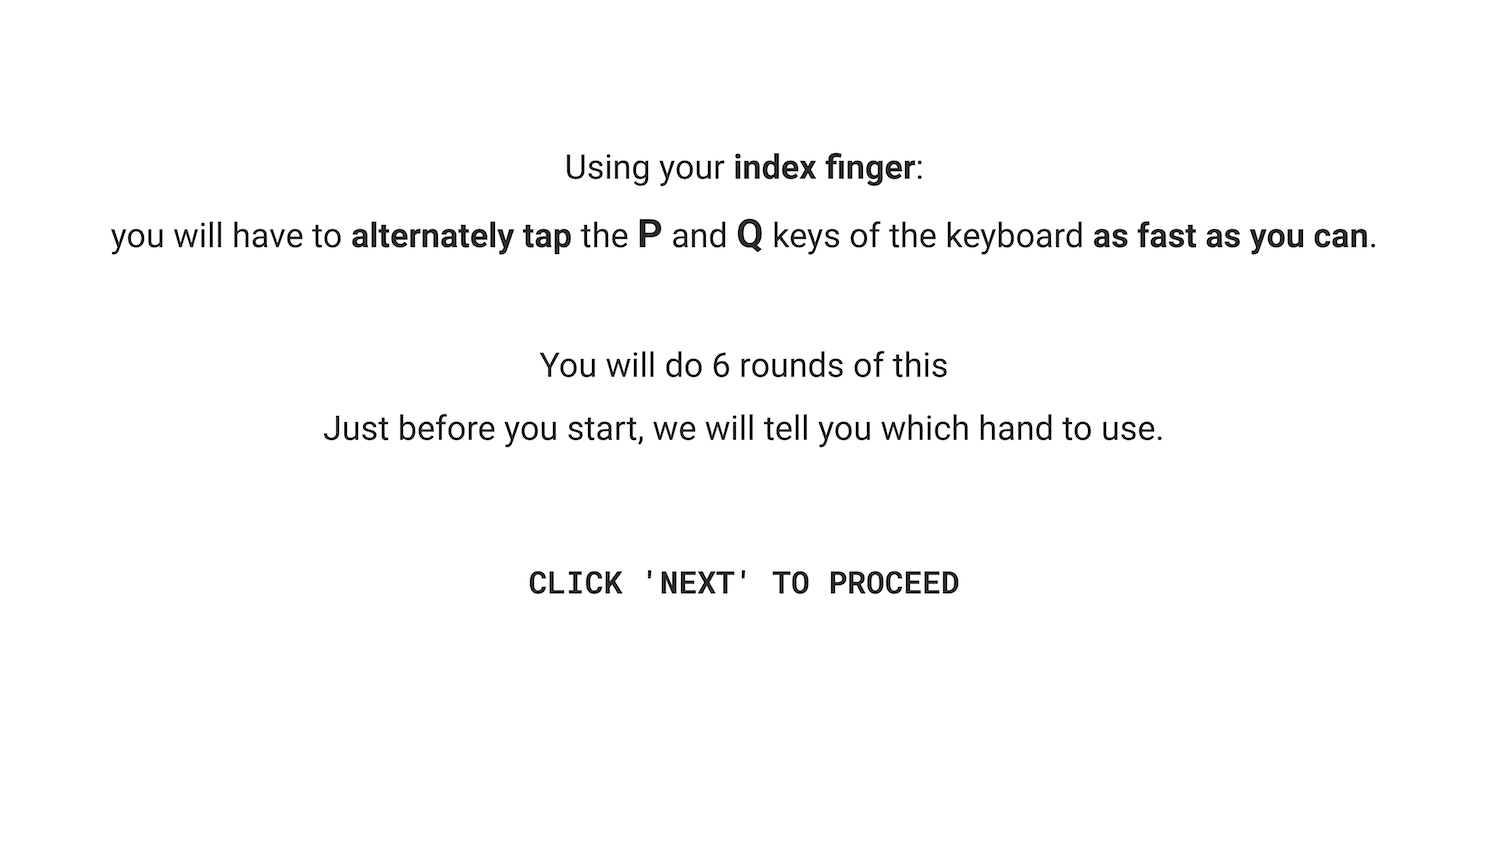 Using your index finger:
you will have to alternately tap the P and Q keys of the keyboard as fast as you can.
You will do 6 rounds of this
Just before you start, we will tell you which hand to use.
CLICK 'NEXT' TO PROCEED